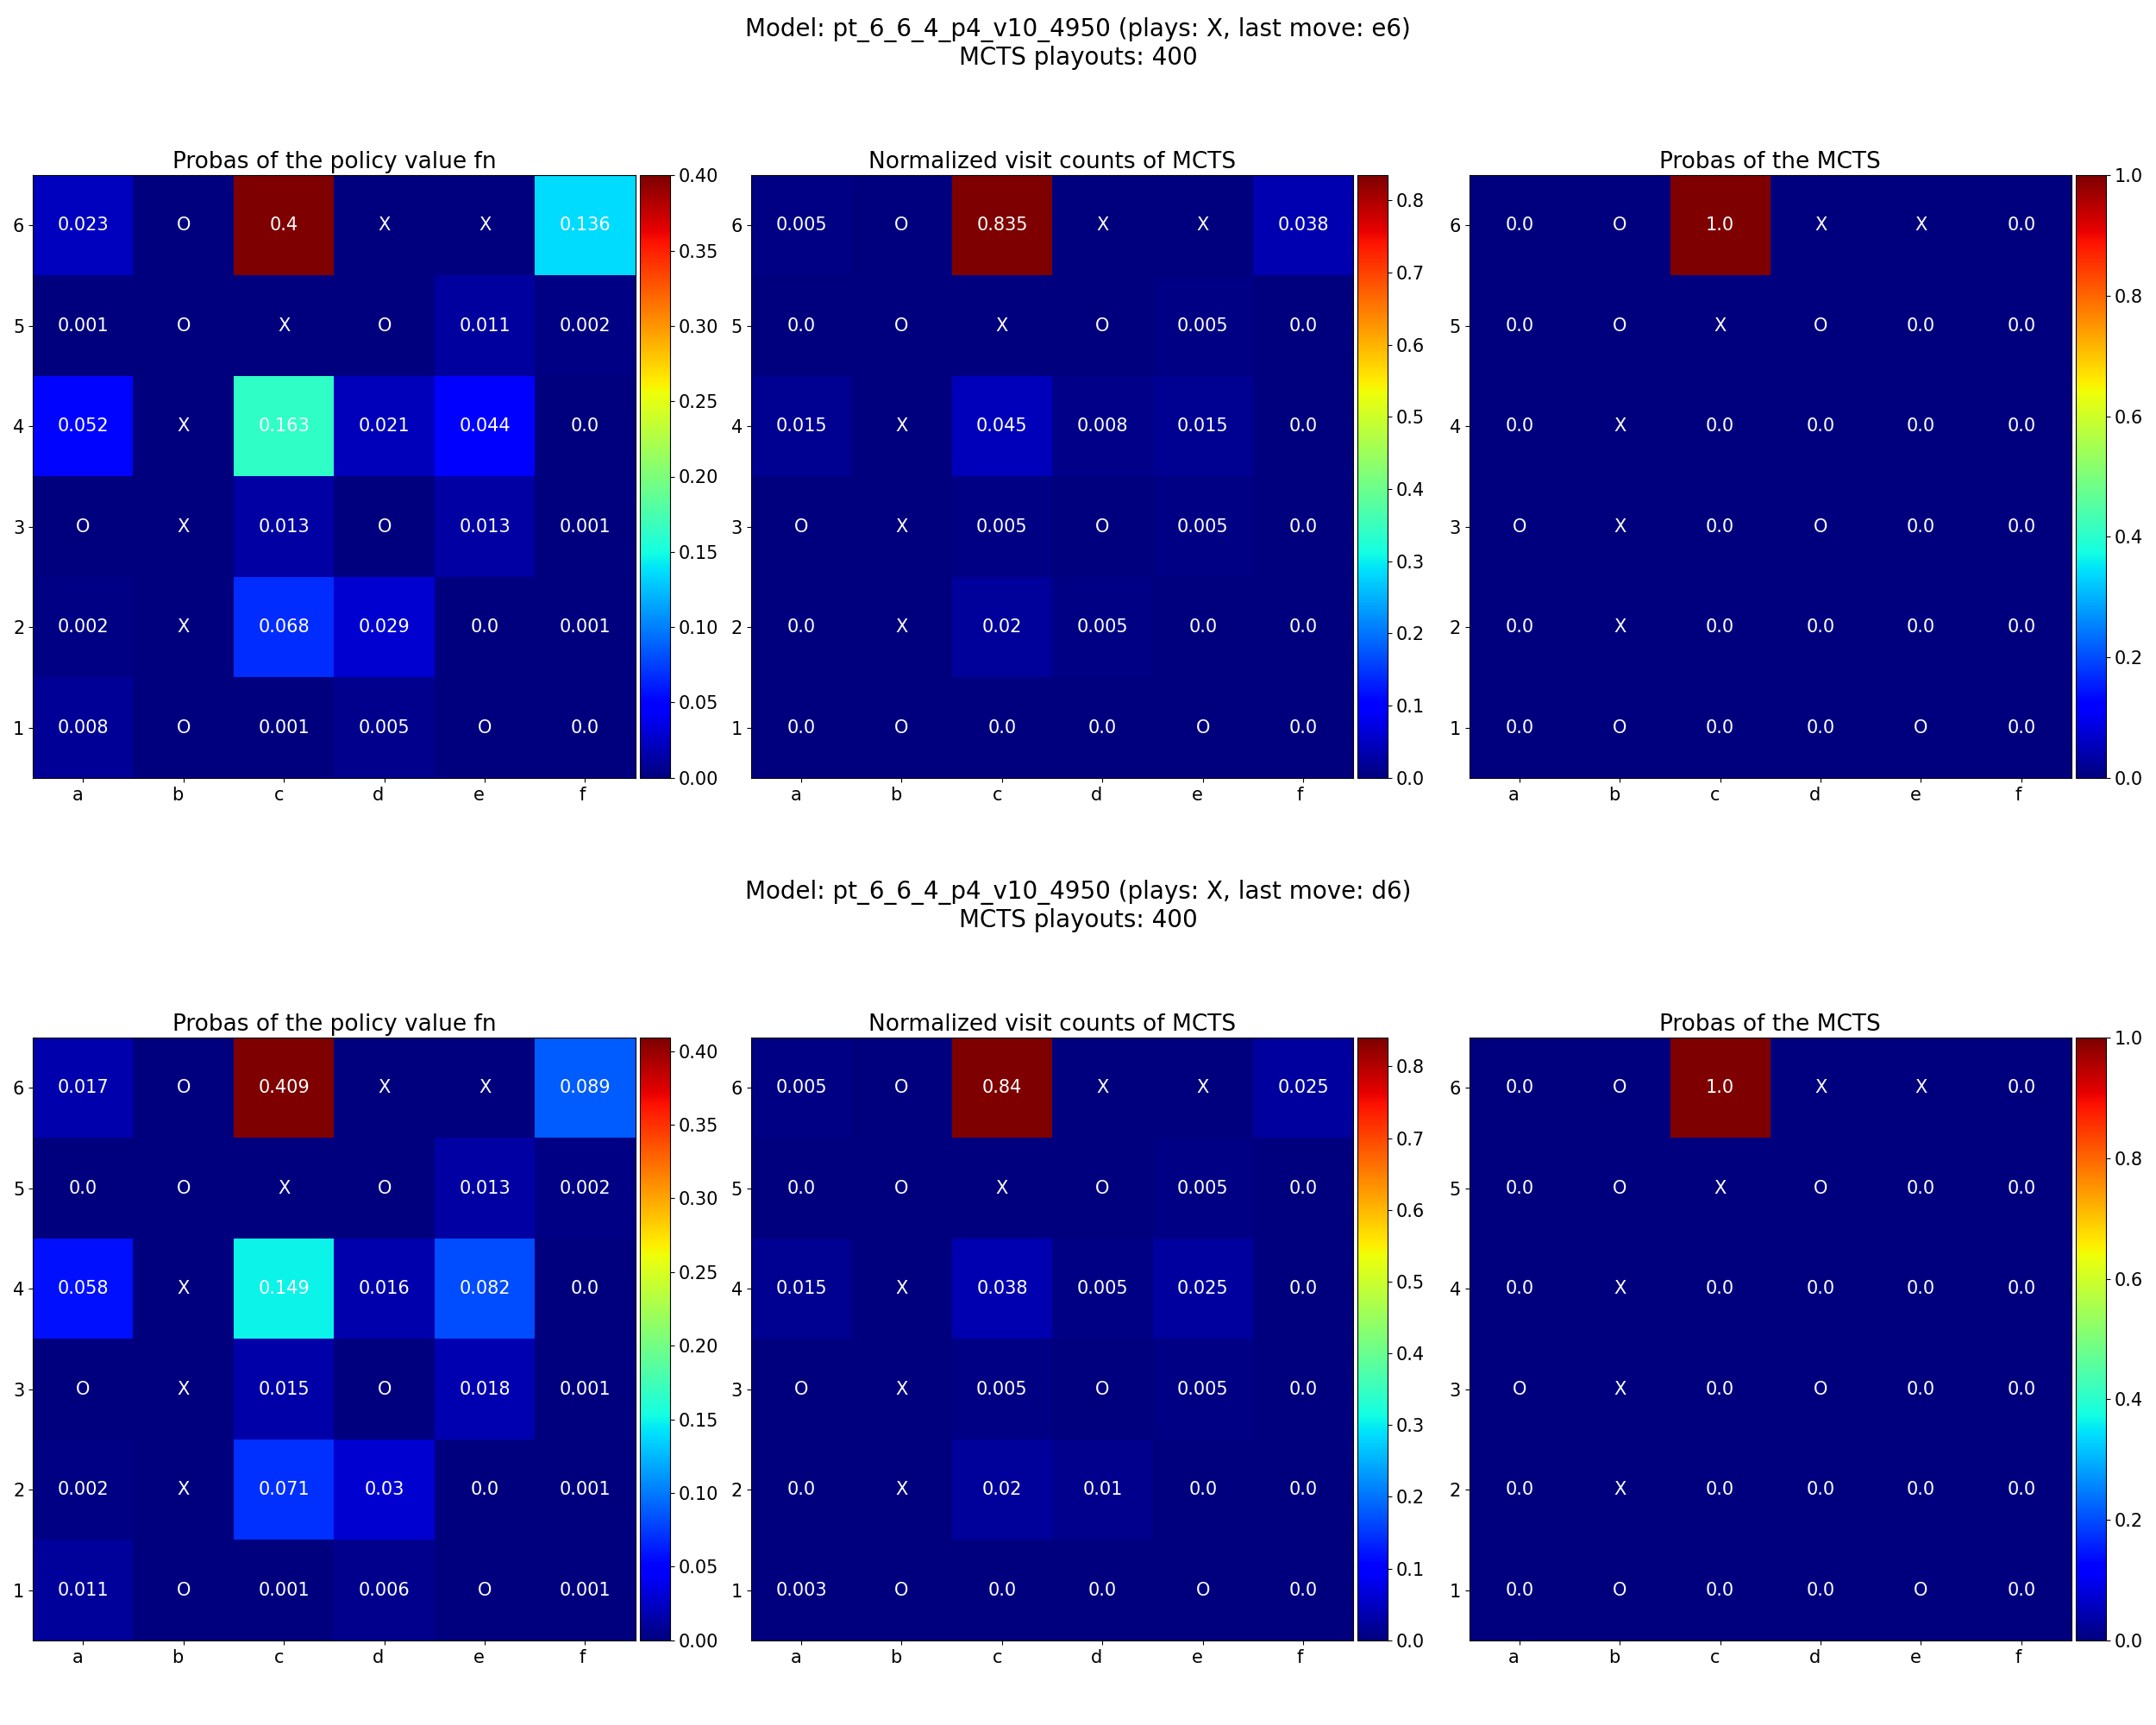 Model: pt_6_6_4_p4_v10_4950 (plays: X, last move: e6)
MCTS playouts: 400
Probas of the policy value fn
6 0.023 O 0.4 X X 0.136
5 0.001 O X O 0.011 0.002
4 0.052 X 0.163 0.021 0.044 0.0
3 O X 0.013 O 0.013 0.001
2 0.002 X 0.068 0.029 0.0 0.001
1 0.008 O 0.001 0.005 O 0.0
a b c d e f
0.40
0.35
0.30
0.25
0.20
0.15
0.10
0.05
0.00
Normalized visit counts of MCTS
6 0.005 O 0.835 X X 0.038
5 0.0 O X O 0.005 0.0
4 0.015 X 0.045 0.008 0.015 0.0
3 O X 0.005 O 0.005 0.0
2 0.0 X 0.02 0.005 0.0 0.0
1 0.0 O 0.0 0.0 O 0.0
a b c d e f
0.8
0.7
0.6
0.5
0.4
0.3
0.2
0.1
0.0
Probas of the MCTS
6 0.0 O 1.0 X X 0.0
5 0.0 O X O 0.0 0.0
4 0.0 X 0.0 0.0 0.0 0.0
3 O X 0.0 O 0.0 0.0
2 0.0 X 0.0 0.0 0.0 0.0
1 0.0 O 0.0 0.0 O 0.0
a b c d e f
1.0
0.8
0.6
0.4
0.2
0.0
Model: pt_6_6_4_p4_v10_4950 (plays: X, last move: d6)
MCTS playouts: 400
Probas of the policy value fn
6 0.017 O 0.409 X X 0.089
5 0.0 O X O 0.013 0.002
4 0.058 X 0.149 0.016 0.082 0.0
3 O X 0.015 O 0.018 0.001
2 0.002 X 0.071 0.03 0.0 0.001
1 0.011 O 0.001 0.006 O 0.001
a b c d e f
0.40
0.35
0.30
0.25
0.20
0.15
0.10
0.05
0.00
Normalized visit counts of MCTS
6 0.005 O 0.84 X X 0.025
5 0.0 O X O 0.005 0.0
4 0.015 X 0.038 0.005 0.025 0.0
3 O X 0.005 O 0.005 0.0
2 0.0 X 0.02 0.01 0.0 0.0
1 0.003 O 0.0 0.0 O 0.0
a b c d e f
0.8
0.7
0.6
0.5
0.4
0.3
0.2
0.1
0.0
Probas of the MCTS
6 0.0 O 1.0 X X 0.0
5 0.0 O X O 0.0 0.0
4 0.0 X 0.0 0.0 0.0 0.0
3 O X 0.0 O 0.0 0.0
2 0.0 X 0.0 0.0 0.0 0.0
1 0.0 O 0.0 0.0 O 0.0
a b c d e f
1.0
0.8
0.6
0.4
0.2
0.0